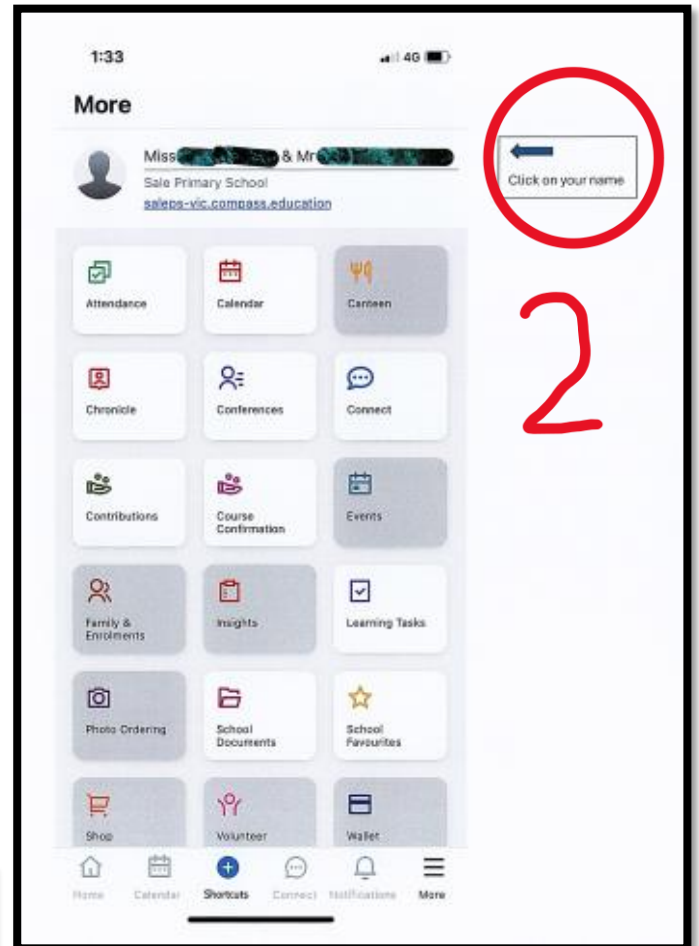 1:33 4G
More
Miss & Mr
Sale Primary School
saleps-vic.compass.education
Click on your name
2
Attendance Calendar Canteen
Chronicle Conferences Connect
Contributions Course Confirmation Events
Family & Enrolments Insights Learning Tasks
Photo Ordering School Documents School Favourites
Shop Volunteer Wallet
Home Calendar Shortcuts Connect Notifications More